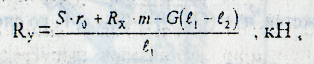 R_y = (S·r_0 + R_X·m − G(ℓ_1 − ℓ_2)) / ℓ_1 , кН ,